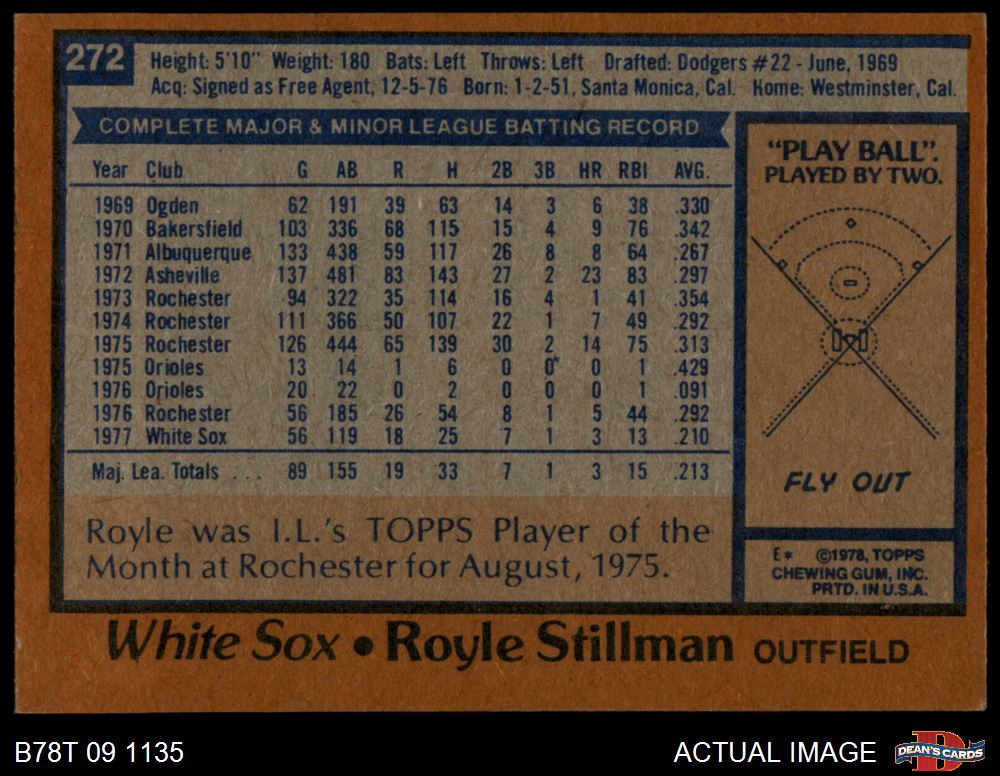 272
Height: 5'10" Weight: 180 Bats: Left Throws: Left Drafted: Dodgers #22 - June, 1969
Acq: Signed as Free Agent, 12-5-76 Born: 1-2-51, Santa Monica, Cal. Home: Westminster, Cal.
COMPLETE MAJOR & MINOR LEAGUE BATTING RECORD
Year Club G AB R H 2B 3B HR RBI AVG.
1969 Ogden 62 191 39 63 14 3 6 38 .330
1970 Bakersfield 103 336 68 115 15 4 9 76 .342
1971 Albuquerque 133 438 59 117 26 8 8 64 .267
1972 Asheville 137 481 83 143 27 2 23 83 .297
1973 Rochester 94 322 35 114 16 4 1 41 .354
1974 Rochester 111 366 50 107 22 1 7 49 .292
1975 Rochester 126 444 65 139 30 2 14 75 .313
1975 Orioles 13 14 1 6 0 0 0 1 .429
1976 Orioles 20 22 0 2 0 0 0 1 .091
1976 Rochester 56 185 26 54 8 1 5 44 .292
1977 White Sox 56 119 18 25 7 1 3 13 .210
Maj. Lea. Totals . . . 89 155 19 33 7 1 3 15 .213
Royle was I.L.'s TOPPS Player of the
Month at Rochester for August, 1975.
"PLAY BALL".
PLAYED BY TWO.
FLY OUT
E* ©1978, TOPPS
CHEWING GUM, INC.
PRTD. IN U.S.A.
White Sox • Royle Stillman OUTFIELD
B78T 09 1135
ACTUAL IMAGE
DEAN'S CARDS